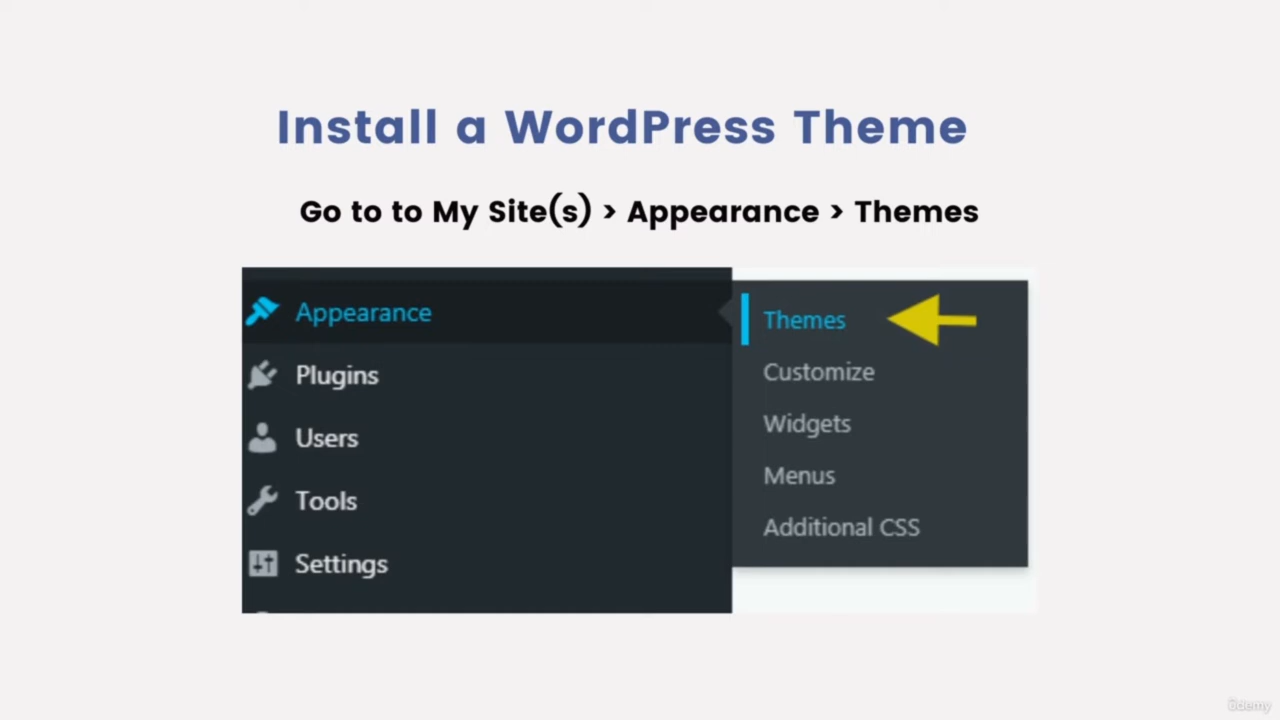 Install a WordPress Theme
Go to to My Site(s) > Appearance > Themes
Appearance
Plugins
Users
Tools
Settings
Themes
Customize
Widgets
Menus
Additional CSS
ûdemy